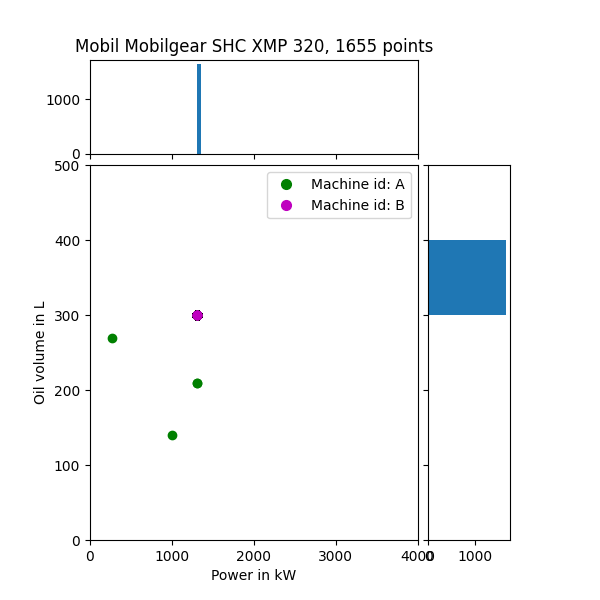 Mobil Mobilgear SHC XMP 320, 1655 points
1000
0
500
400
300
200
100
0
Oil volume in L
Machine id: A
Machine id: B
0 1000 2000 3000 4000
0 1000
Power in kW